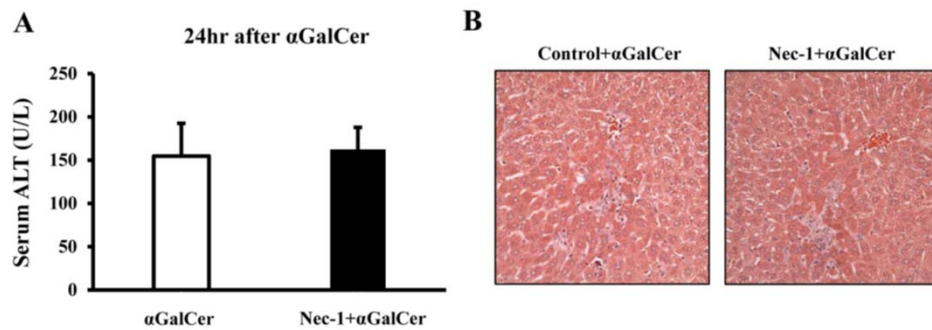 A
24hr after αGalCer
250
200
150
100
50
0
Serum ALT (U/L)
αGalCer
Nec-1+αGalCer
B
Control+αGalCer
Nec-1+αGalCer